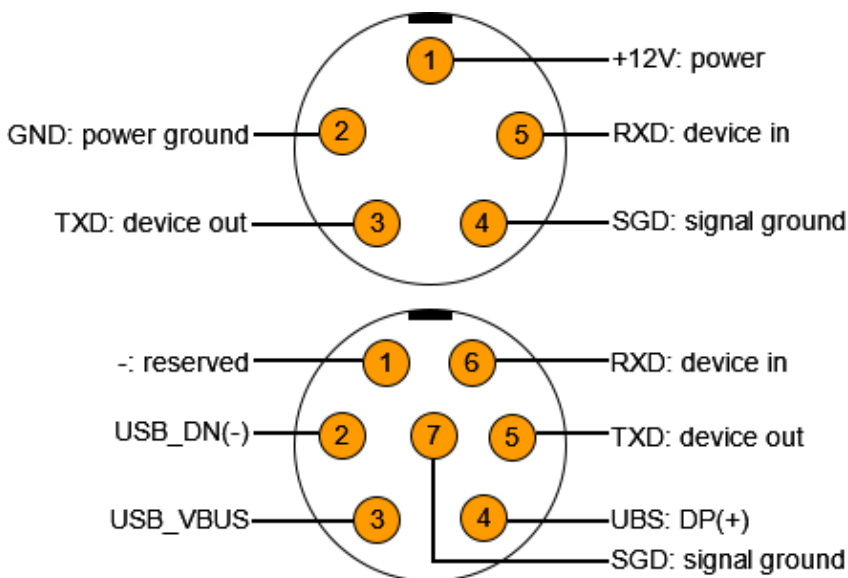 1 +12V: power
GND: power ground 2 5 RXD: device in
TXD: device out 3 4 SGD: signal ground
-: reserved 1 6 RXD: device in
USB_DN(-) 2 7 5 TXD: device out
USB_VBUS 3 4 UBS: DP(+)
SGD: signal ground